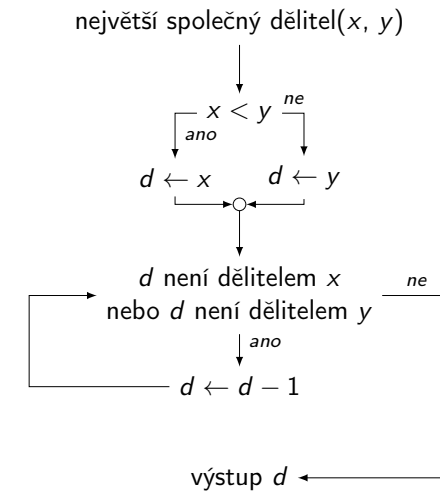 největší společný dělitel(x, y)
x < y
ne
ano
d ← x
d ← y
d není dělitelem x
nebo d není dělitelem y
ne
ano
d ← d − 1
výstup d